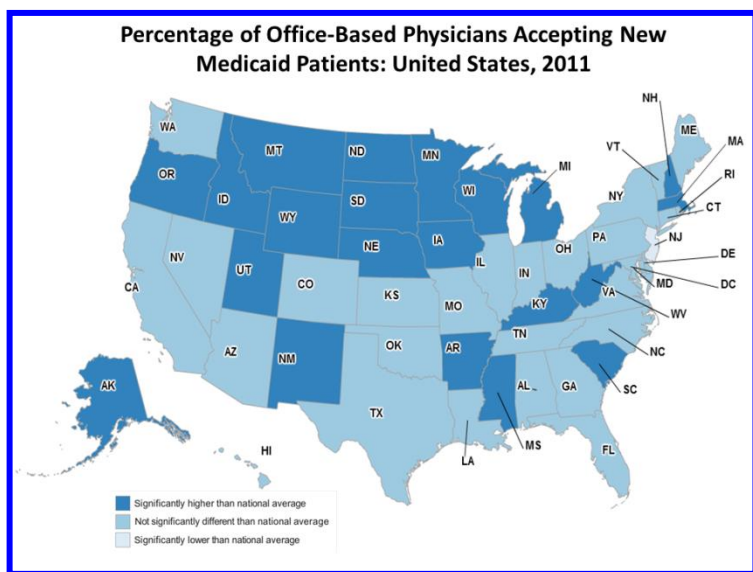 Percentage of Office-Based Physicians Accepting New
Medicaid Patients: United States, 2011
NH
WA
ME
MA
VT
MT
ND
MN
MI
RI
OR
WI
NY
ID
SD
CT
WY
NJ
IA
PA
NE
OH
DE
NV
IL
IN
UT
MD
DC
CO
VA
CA
KS
MO
KY
WV
TN
NC
OK
AZ
NM
AR
SC
AK
AL
GA
TX
MS
HI
LA
FL
Significantly higher than national average
Not significantly different than national average
Significantly lower than national average